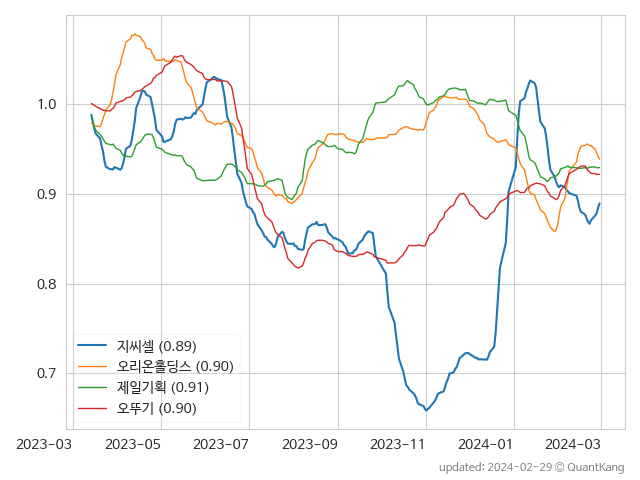 1.0
0.9
0.8
0.7
지씨셀 (0.89)
오리온홀딩스 (0.90)
제일기획 (0.91)
오뚜기 (0.90)
2023-03 2023-05 2023-07 2023-09 2023-11 2024-01 2024-03
updated: 2024-02-29 © QuantKang